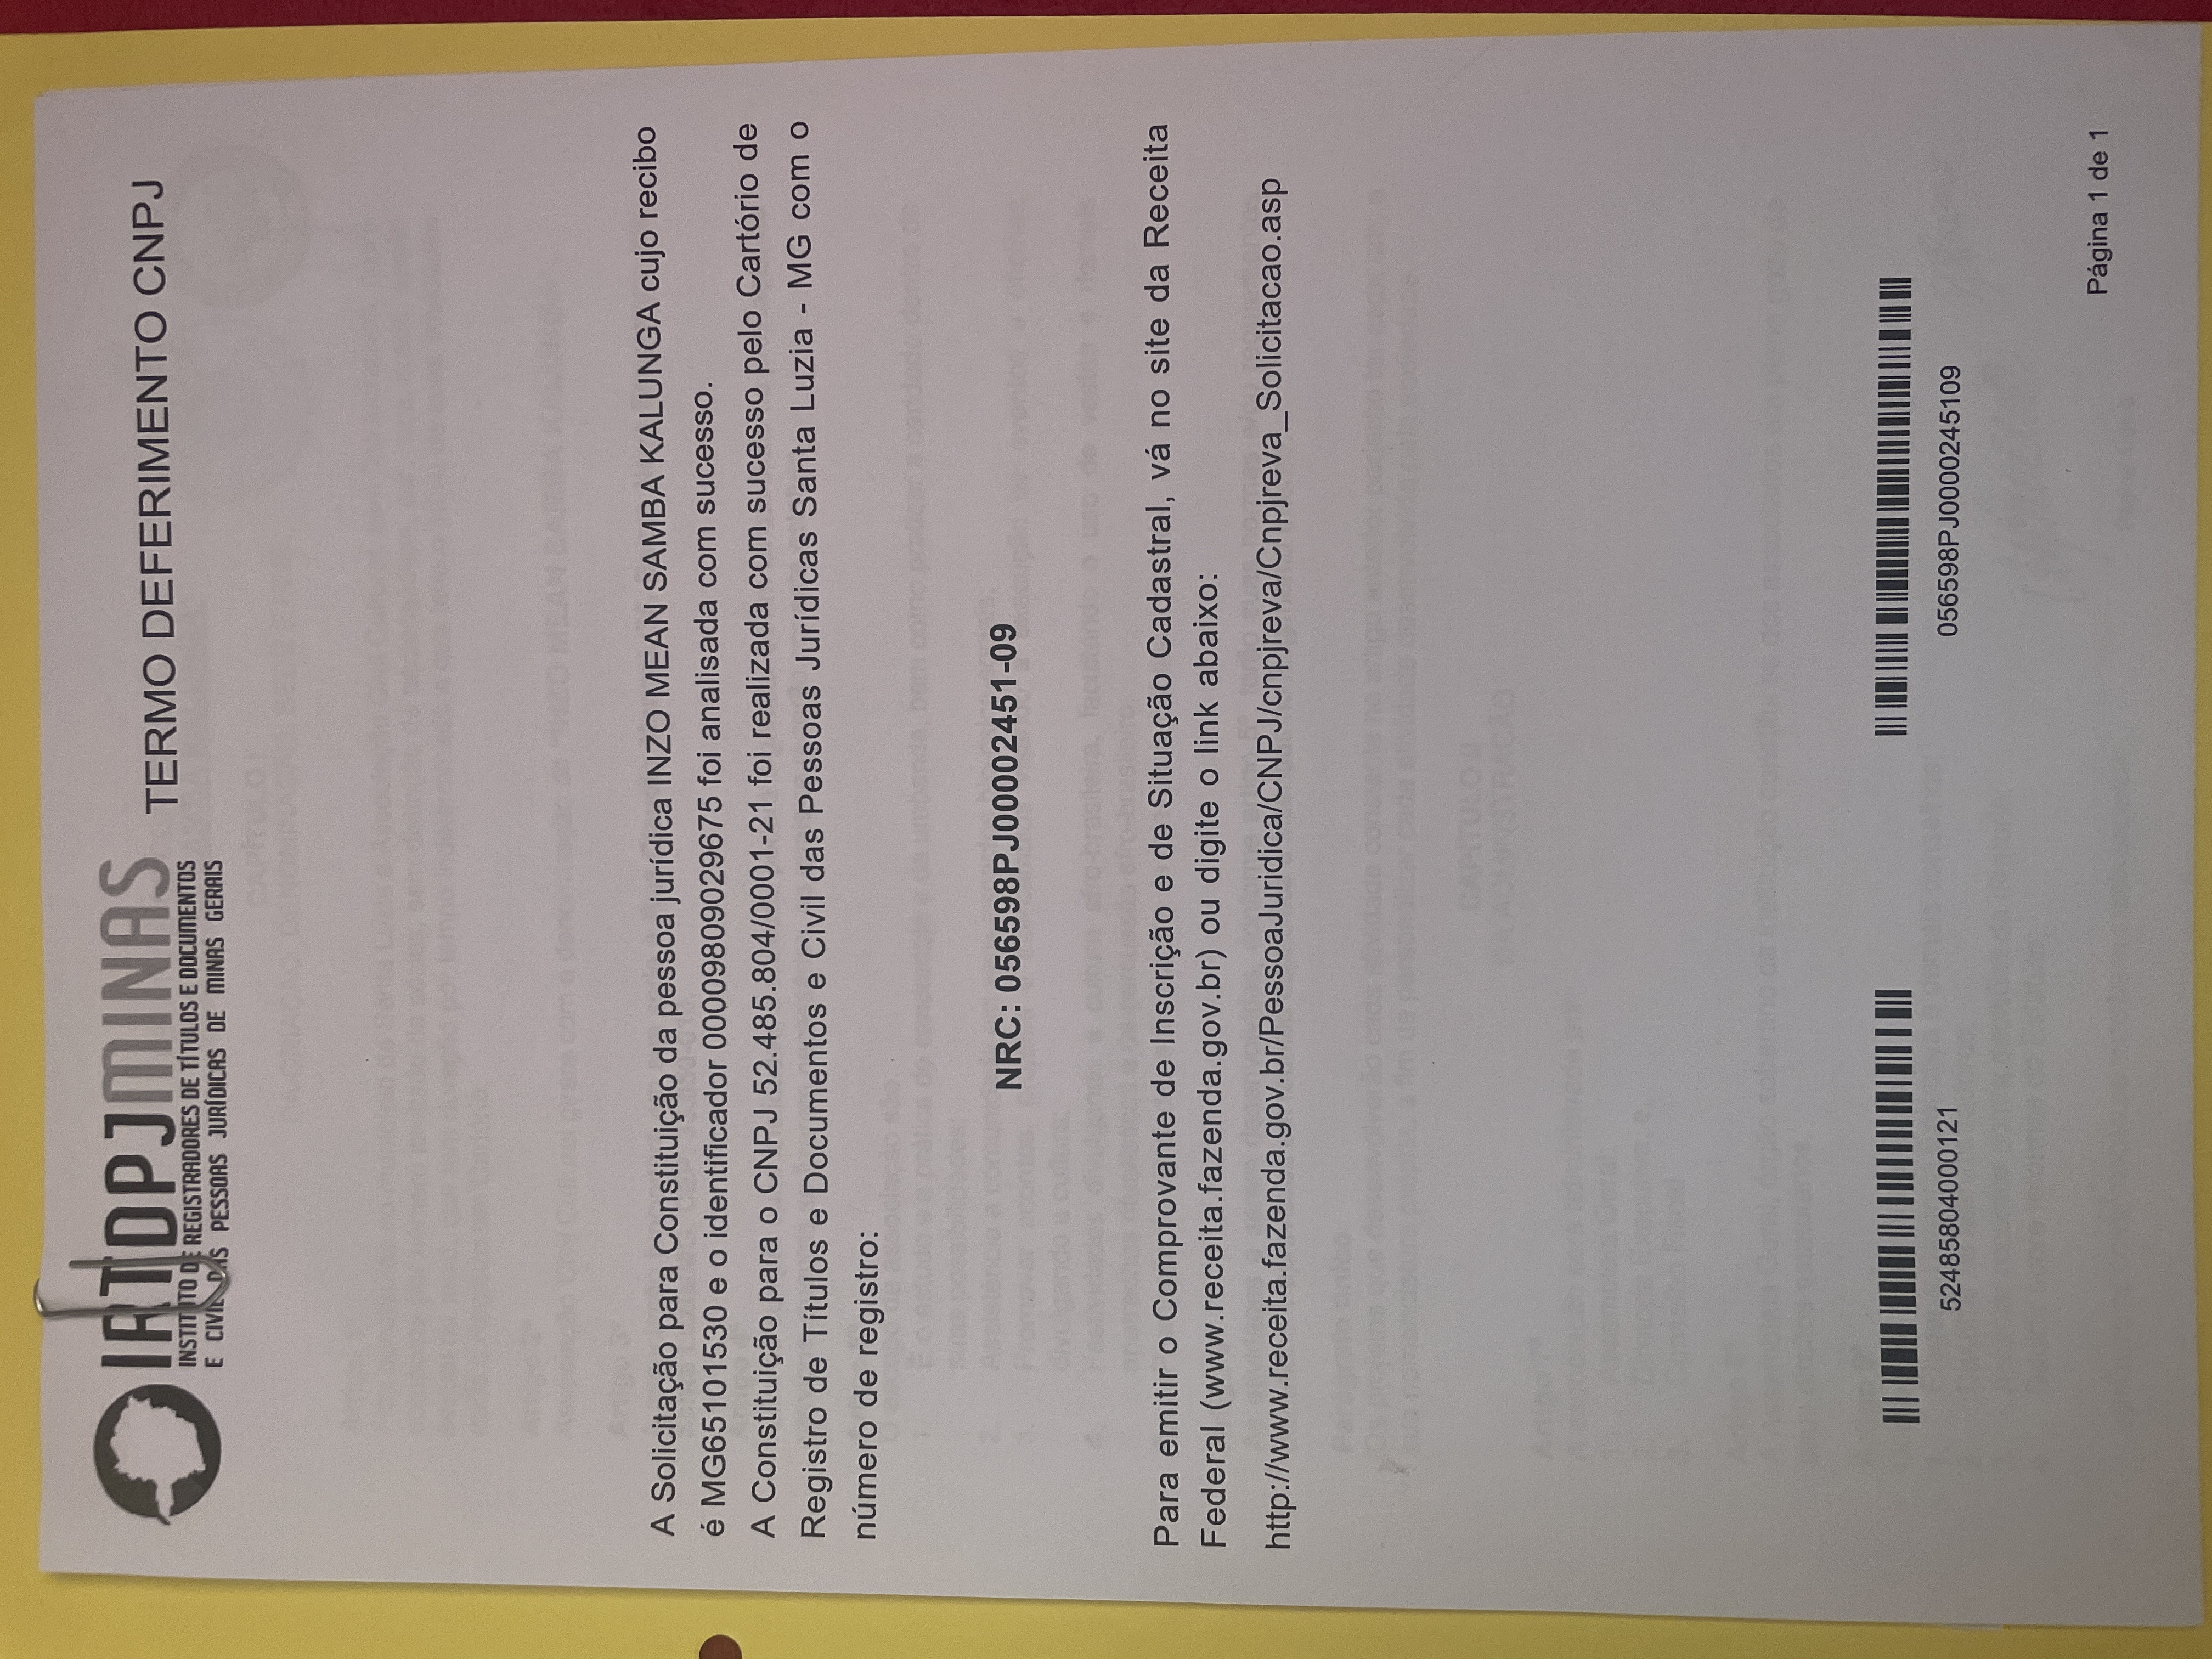 IRTDPJMINAS
INSTITUTO DE REGISTRADORES DE TÍTULOS E DOCUMENTOS
E CIVIL DAS PESSOAS JURÍDICAS DE MINAS GERAIS
TERMO DEFERIMENTO CNPJ
A Solicitação para Constituição da pessoa jurídica INZO MEAN SAMBA KALUNGA cujo recibo
é MG65101530 e o identificador 00009809029675 foi analisada com sucesso.
A Constituição para o CNPJ 52.485.804/0001-21 foi realizada com sucesso pelo Cartório de
Registro de Títulos e Documentos e Civil das Pessoas Jurídicas Santa Luzia - MG com o
número de registro:
NRC: 056598PJ00002451-09
Para emitir o Comprovante de Inscrição e de Situação Cadastral, vá no site da Receita
Federal (www.receita.fazenda.gov.br) ou digite o link abaixo:
http://www.receita.fazenda.gov.br/PessoaJuridica/CNPJ/cnpjreva/Cnpjreva_Solicitacao.asp
52485804000121
056598PJ0000245109
Página 1 de 1